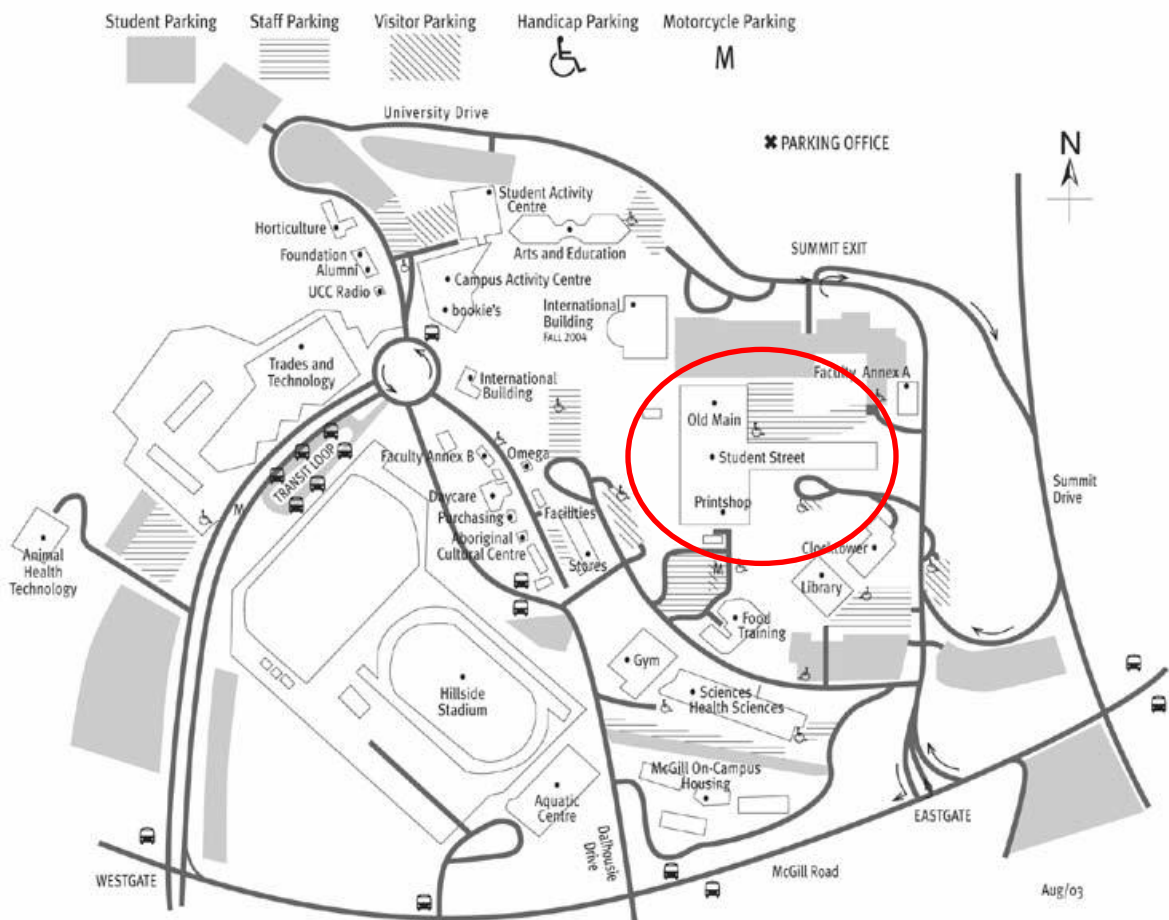 Student Parking
Staff Parking
Visitor Parking
Handicap Parking
Motorcycle Parking
M
University Drive
✖ PARKING OFFICE
N
Student Activity
Centre
Horticulture
Arts and Education
SUMMIT EXIT
Foundation
Alumni
Campus Activity Centre
UCC Radio
bookie's
International
Building
FALL 2004
Trades and
Technology
Faculty Annex A
International
Building
Old Main
Student Street
Faculty Annex B
Omega
TRANSIT LOOP
Summit
Drive
Daycare
Printshop
M
Purchasing
Facilities
Aboriginal
Cultural Centre
Clocktower
Animal
Health
Technology
Stores
M
Library
Food
Training
Gym
Hillside
Stadium
Sciences /
Health Sciences
McGill On-Campus
Housing
Aquatic
Centre
EASTGATE
Dalhousie
Drive
McGill Road
WESTGATE
Aug/03